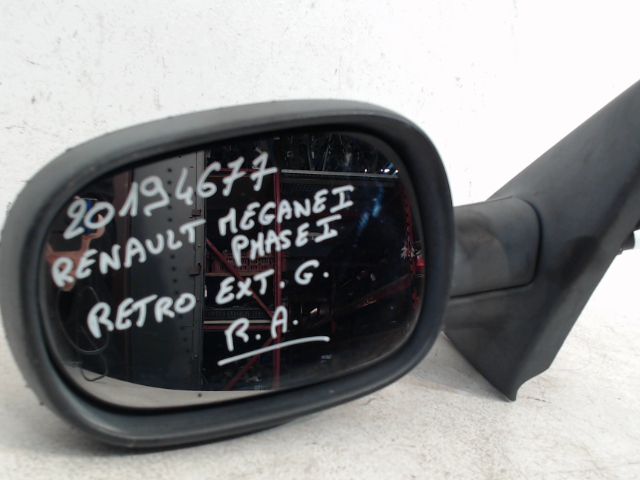 20194677
RENAULT MEGANE I
PHASE I
RETRO EXT. G.
R.A.